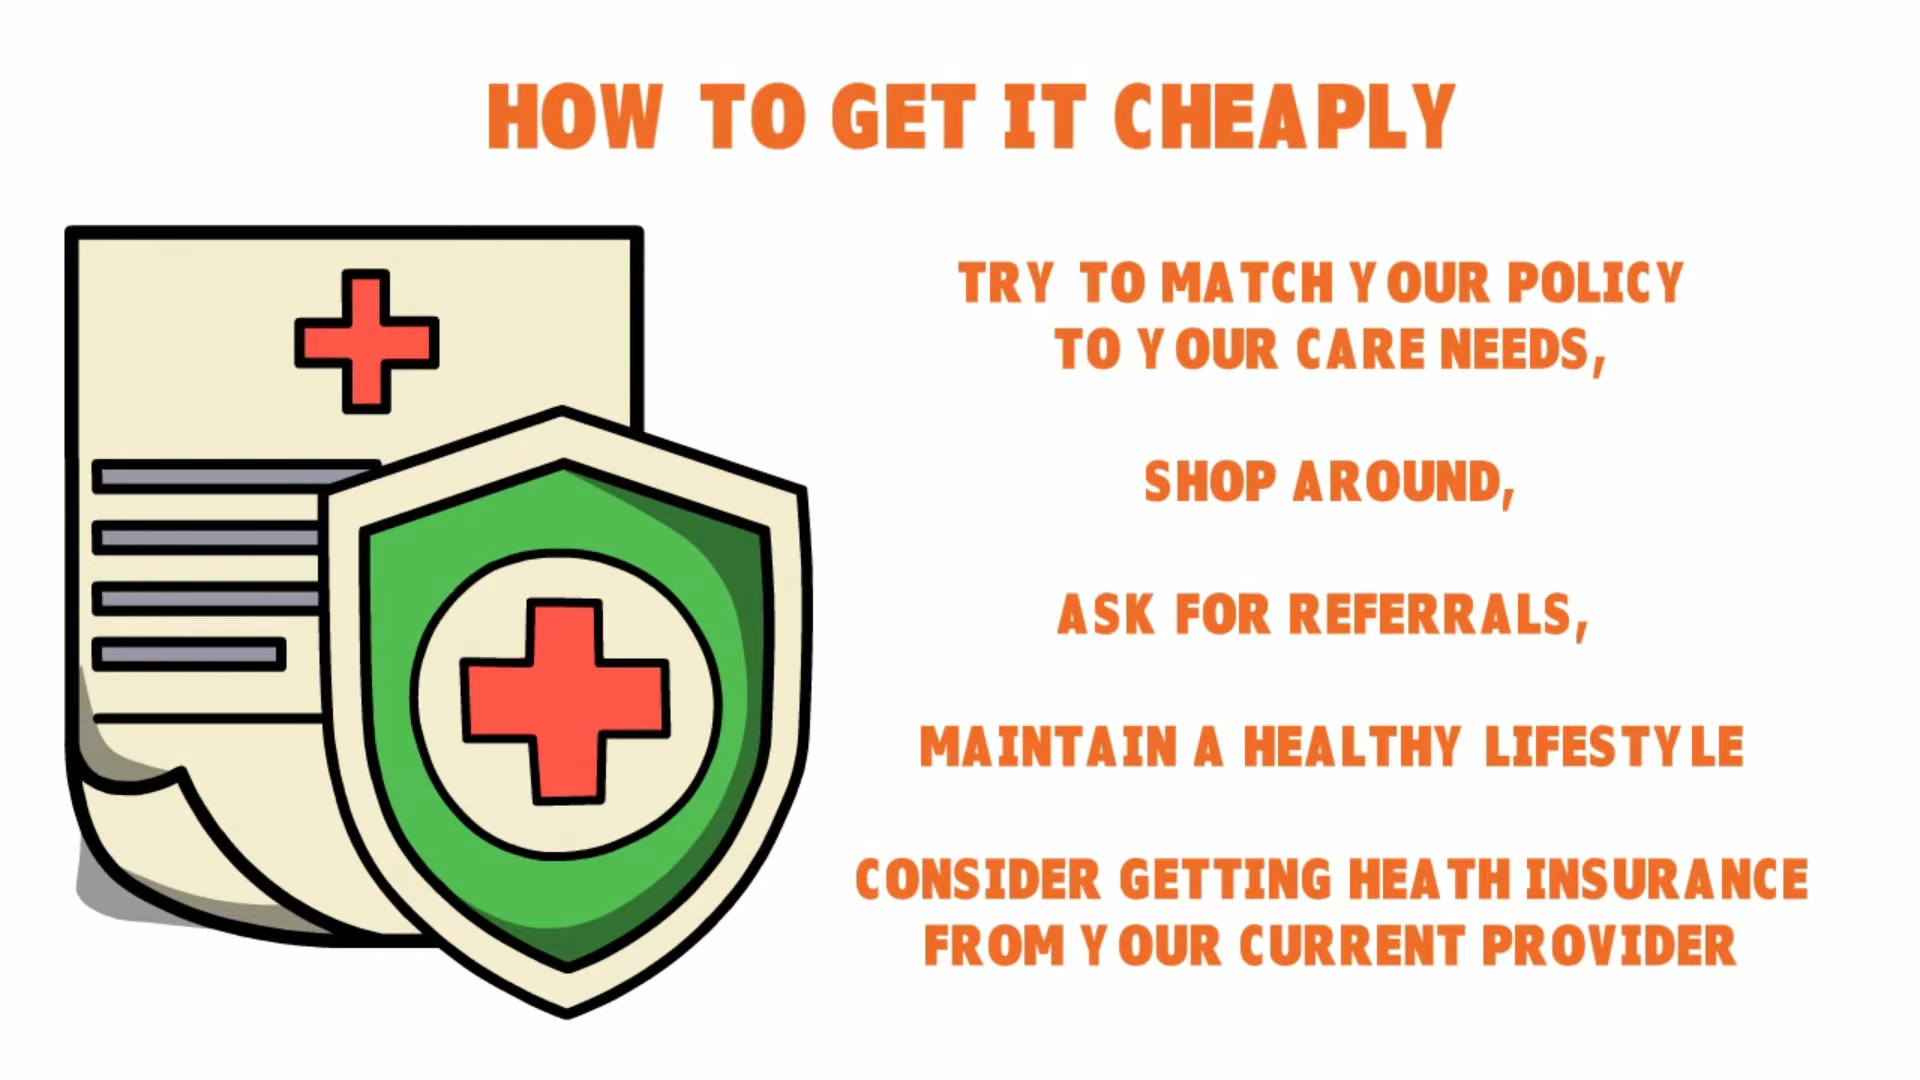 HOW TO GET IT CHEAPLY
TRY TO MATCH YOUR POLICY
TO YOUR CARE NEEDS,
SHOP AROUND,
ASK FOR REFERRALS,
MAINTAIN A HEALTHY LIFESTYLE
CONSIDER GETTING HEATH INSURANCE
FROM YOUR CURRENT PROVIDER